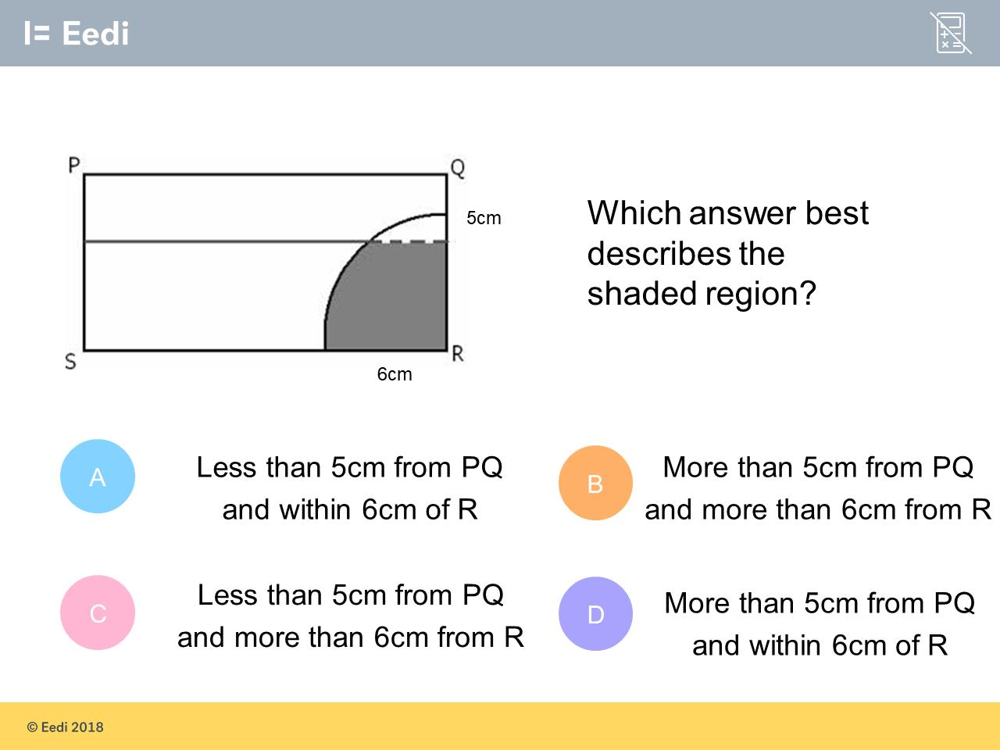 Eedi
P
Q
5cm
S
R
6cm
Which answer best
describes the
shaded region?
A
Less than 5cm from PQ
and within 6cm of R
B
More than 5cm from PQ
and more than 6cm from R
C
Less than 5cm from PQ
and more than 6cm from R
D
More than 5cm from PQ
and within 6cm of R
© Eedi 2018